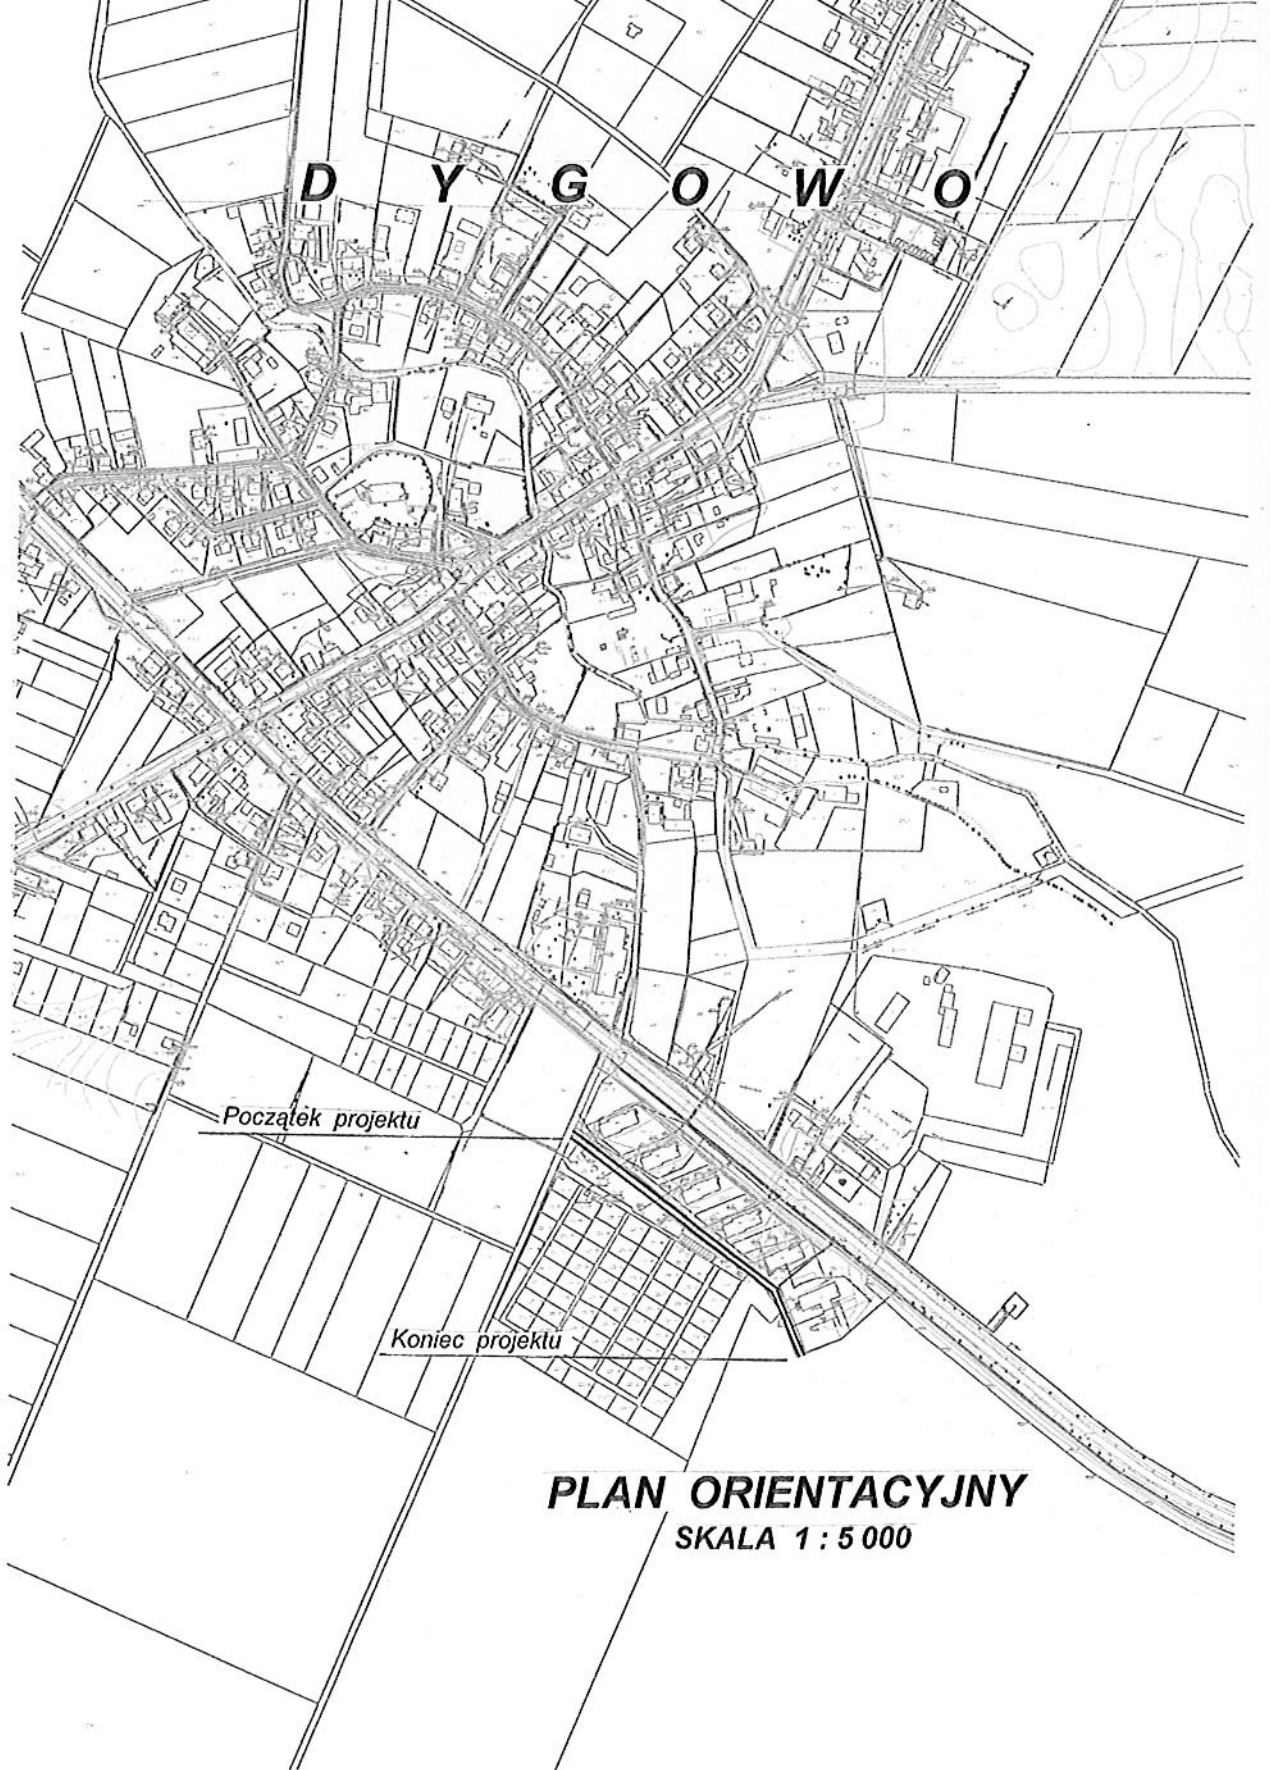 D Y G O W O
Początek projektu
Koniec projektu
PLAN ORIENTACYJNY
SKALA 1 : 5 000